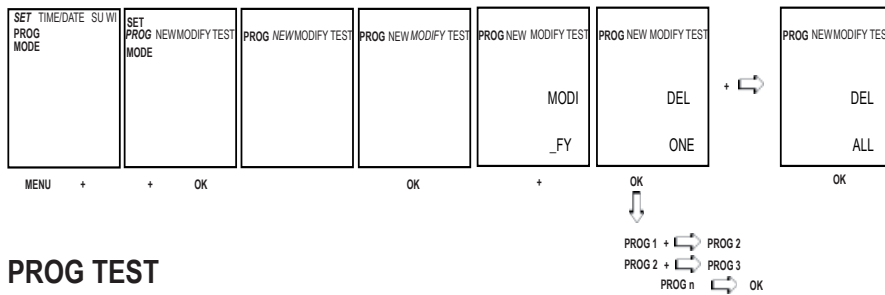 SET TIME/DATE SU WI
PROG
MODE
SET
PROG NEW MODIFY TEST
MODE
PROG NEW MODIFY TEST
PROG NEW MODIFY TEST
PROG NEW MODIFY TEST
MODI
_FY
PROG NEW MODIFY TEST
DEL
ONE
+
PROG NEW MODIFY TES
DEL
ALL
MENU +
+ OK
OK
+
OK
OK
PROG 1 + PROG 2
PROG 2 + PROG 3
PROG n OK
PROG TEST